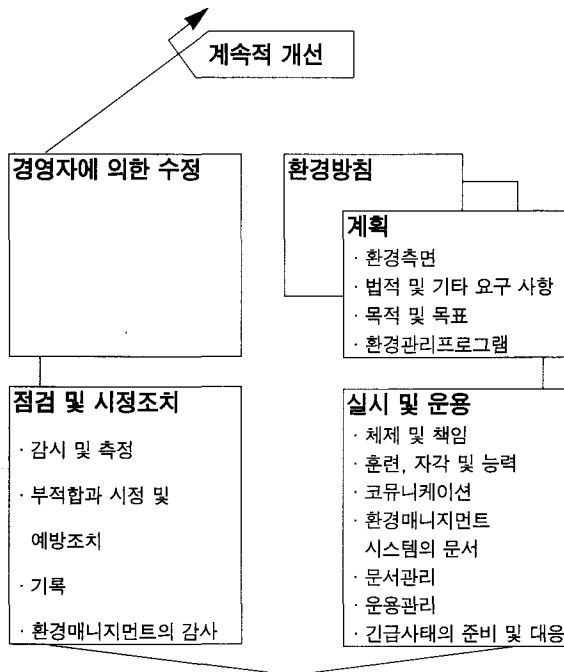 계속적 개선
경영자에 의한 수정
환경방침
계획
· 환경측면
· 법적 및 기타 요구 사항
· 목적 및 목표
· 환경관리프로그램
점검 및 시정조치
· 감시 및 측정
· 부적합과 시정 및
예방조치
· 기록
· 환경매니지먼트의 감사
실시 및 운용
· 체제 및 책임
· 훈련, 자각 및 능력
· 코뮤니케이션
· 환경매니지먼트
시스템의 문서
· 문서관리
· 운용관리
· 긴급사태의 준비 및 대응